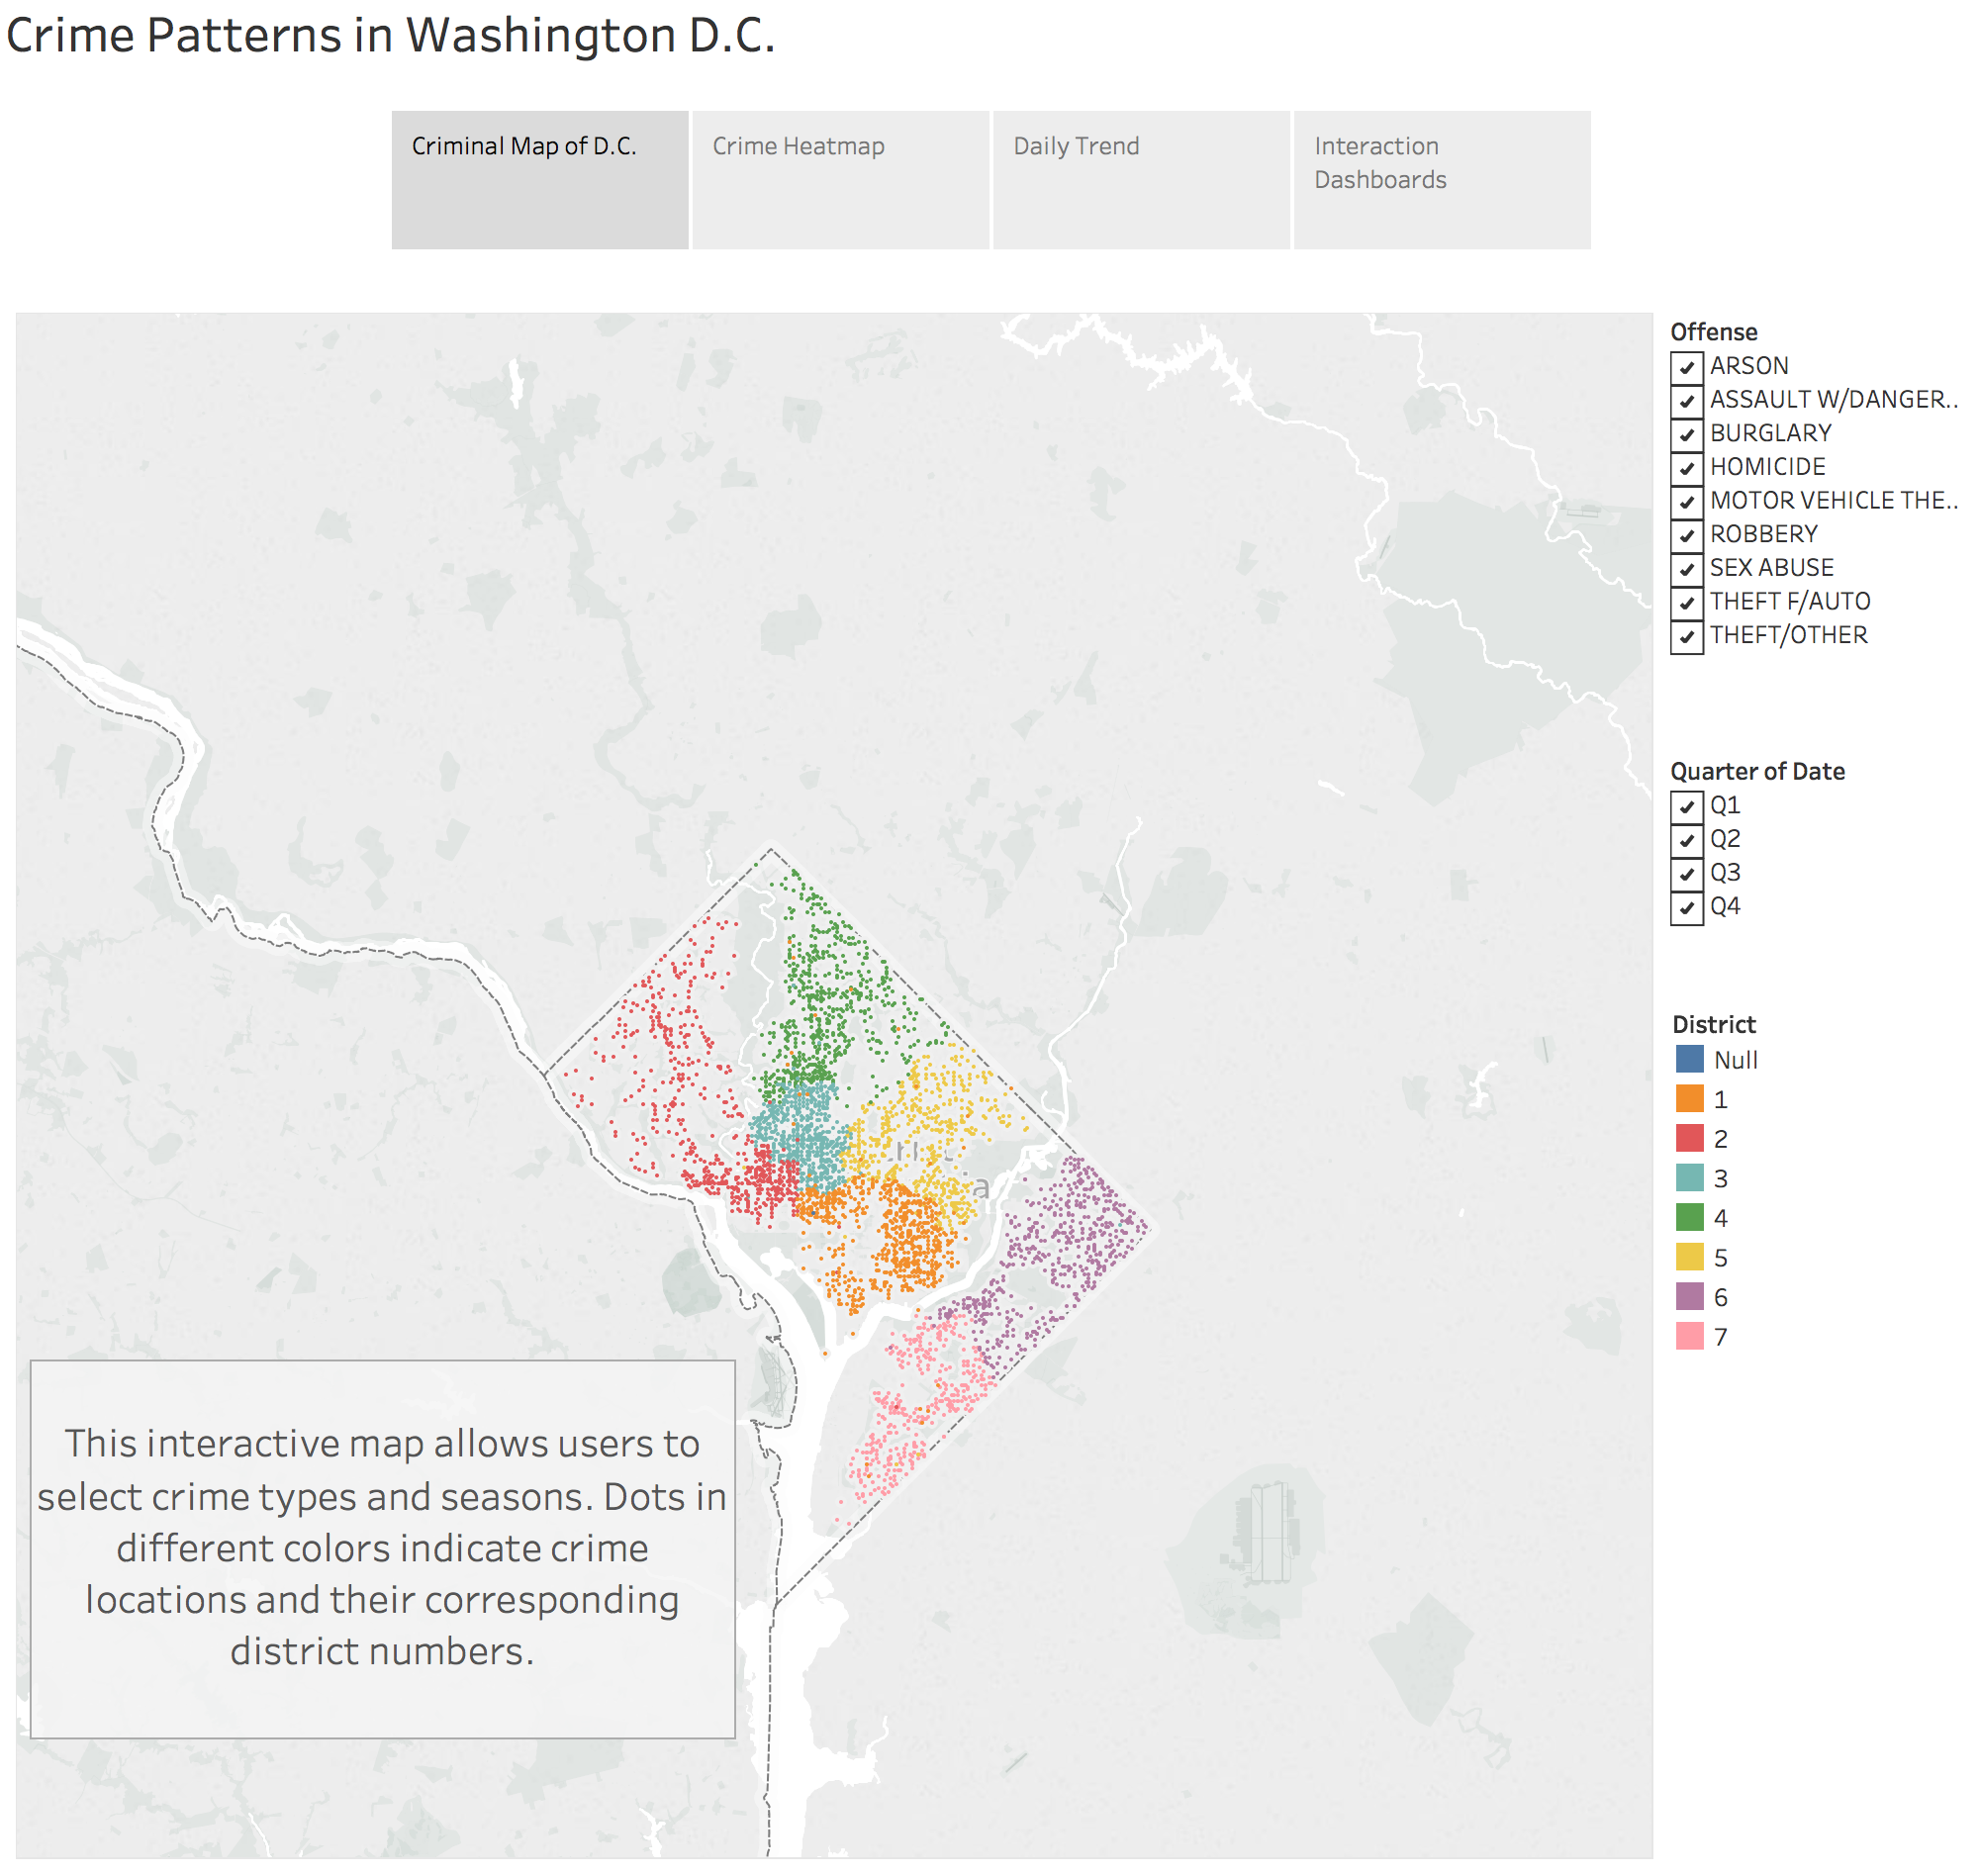 Crime Patterns in Washington D.C.
Criminal Map of D.C.
Crime Heatmap
Daily Trend
Interaction
Dashboards
Offense
ARSON
ASSAULT W/DANGER..
BURGLARY
HOMICIDE
MOTOR VEHICLE THE..
ROBBERY
SEX ABUSE
THEFT F/AUTO
THEFT/OTHER
Quarter of Date
Q1
Q2
Q3
Q4
District
Null
1
2
3
4
5
6
7
This interactive map allows users to
select crime types and seasons. Dots in
different colors indicate crime
locations and their corresponding
district numbers.